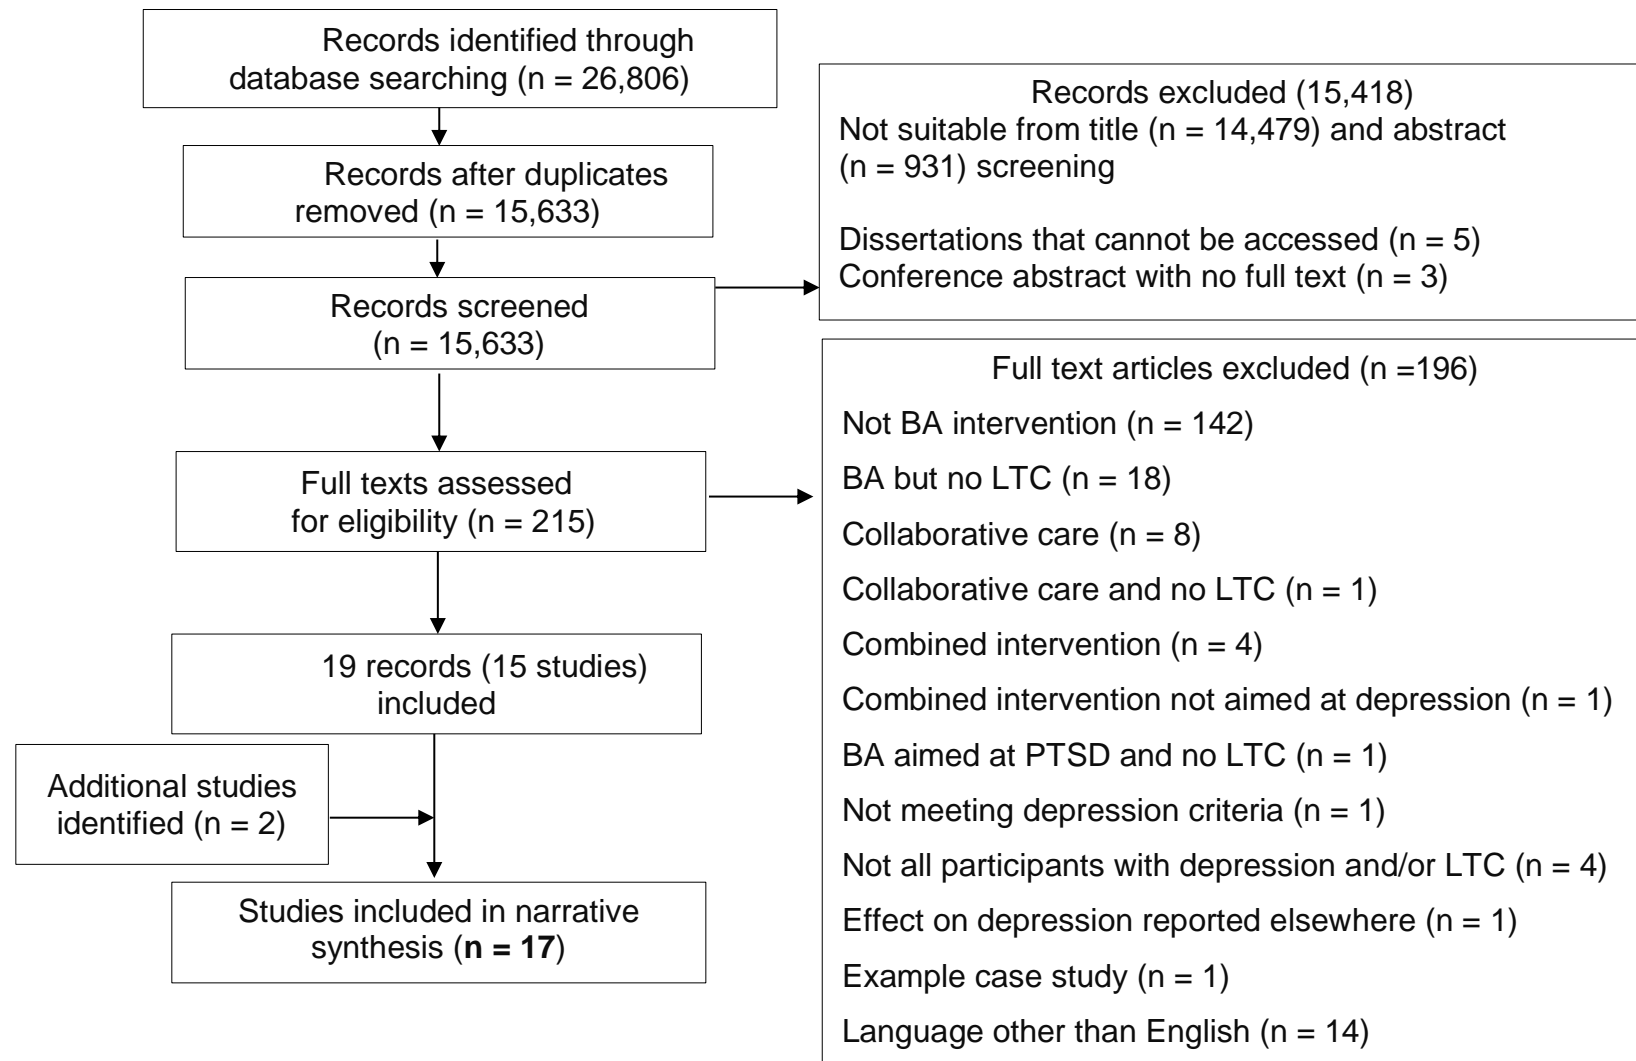 Records identified through
database searching (n = 26,806)
Records after duplicates
removed (n = 15,633)
Records screened
(n = 15,633)
Records excluded (15,418)
Not suitable from title (n = 14,479) and abstract
(n = 931) screening
Dissertations that cannot be accessed (n = 5)
Conference abstract with no full text (n = 3)
Full texts assessed
for eligibility (n = 215)
Full text articles excluded (n =196)
Not BA intervention (n = 142)
BA but no LTC (n = 18)
Collaborative care (n = 8)
Collaborative care and no LTC (n = 1)
Combined intervention (n = 4)
Combined intervention not aimed at depression (n = 1)
BA aimed at PTSD and no LTC (n = 1)
Not meeting depression criteria (n = 1)
Not all participants with depression and/or LTC (n = 4)
Effect on depression reported elsewhere (n = 1)
Example case study (n = 1)
Language other than English (n = 14)
19 records (15 studies)
included
Additional studies
identified (n = 2)
Studies included in narrative
synthesis (n = 17)